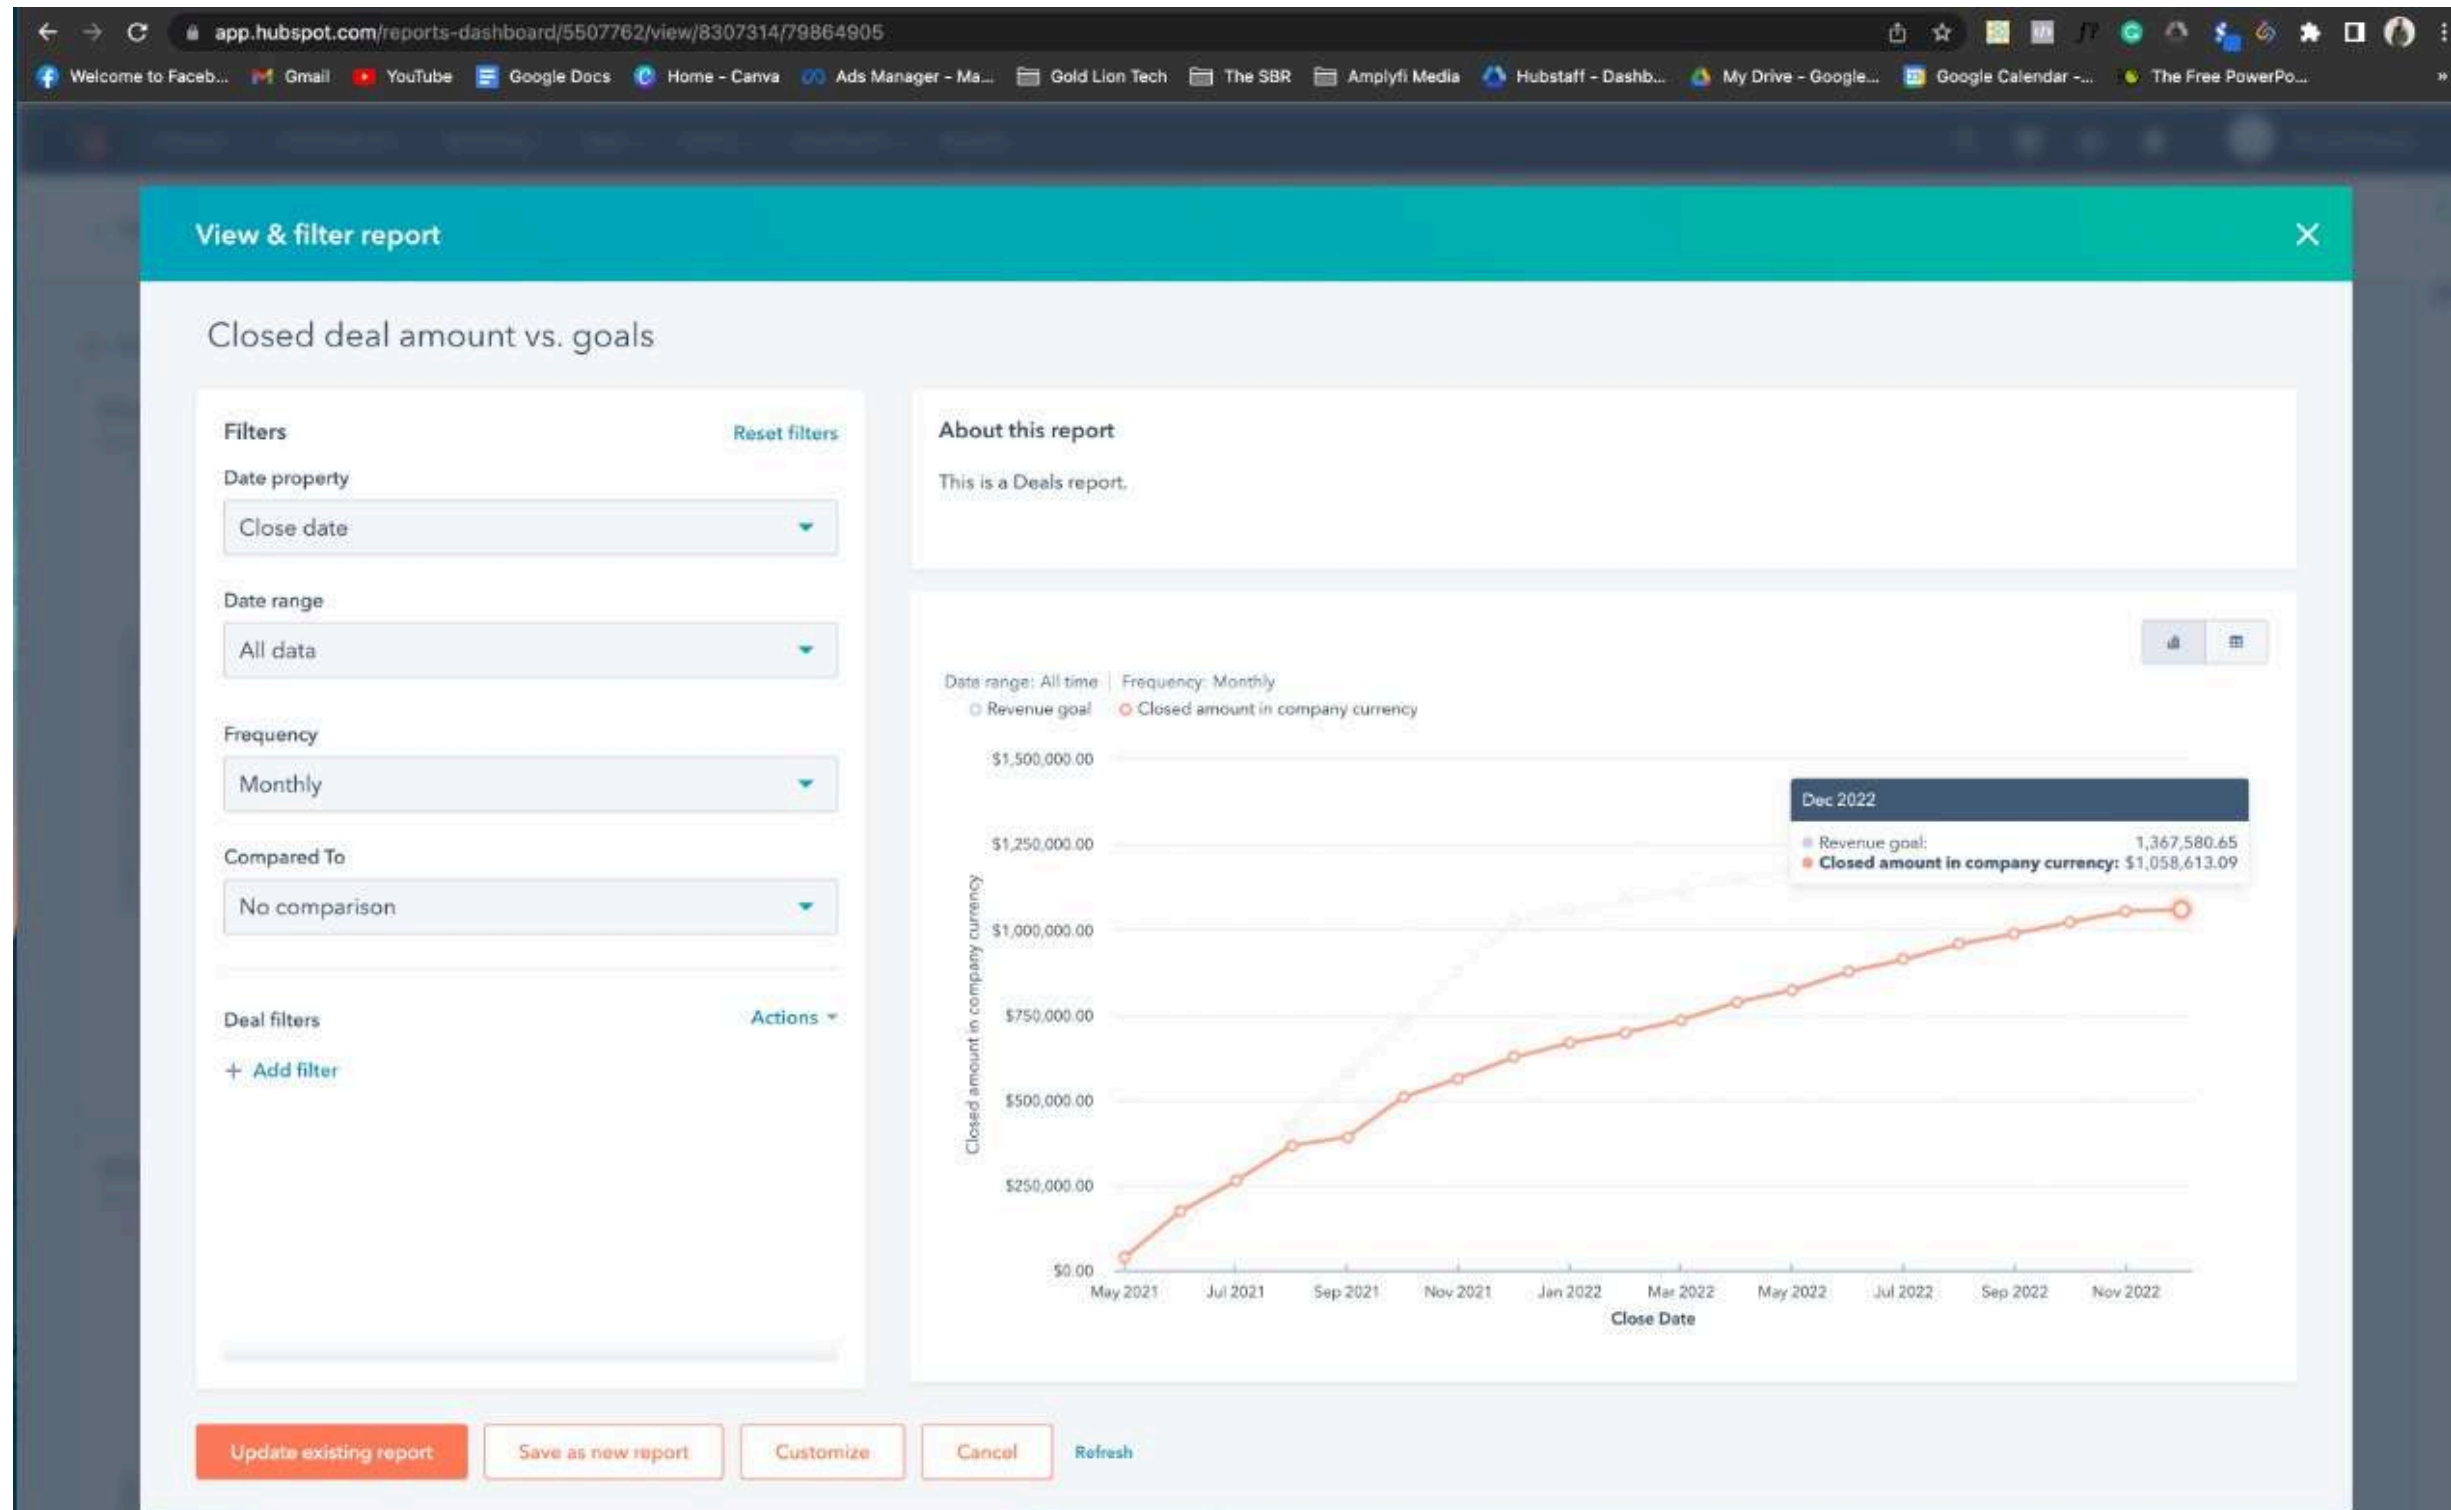 app.hubspot.com/reports-dashboard/5507762/view/8307314/79864905
Welcome to Faceb... Gmail YouTube Google Docs Home - Canva Ads Manager - Ma... Gold Lion Tech The SBR Amplyfi Media Hubstaff - Dashb... My Drive - Google... Google Calendar -... The Free PowerPo... »
View & filter report
Closed deal amount vs. goals
Filters
Reset filters
Date property
Close date
Date range
All data
Frequency
Monthly
Compared To
No comparison
Deal filters
Actions
+ Add filter
About this report
This is a Deals report.
Date range: All time | Frequency: Monthly
Revenue goal Closed amount in company currency
Closed amount in company currency
$1,500,000.00
$1,250,000.00
$1,000,000.00
$750,000.00
$500,000.00
$250,000.00
$0.00
Dec 2022
Revenue goal: 1,367,580.65
Closed amount in company currency: $1,058,613.09
May 2021 Jul 2021 Sep 2021 Nov 2021 Jan 2022 Mar 2022 May 2022 Jul 2022 Sep 2022 Nov 2022
Close Date
Update existing report
Save as new report
Customize
Cancel
Refresh